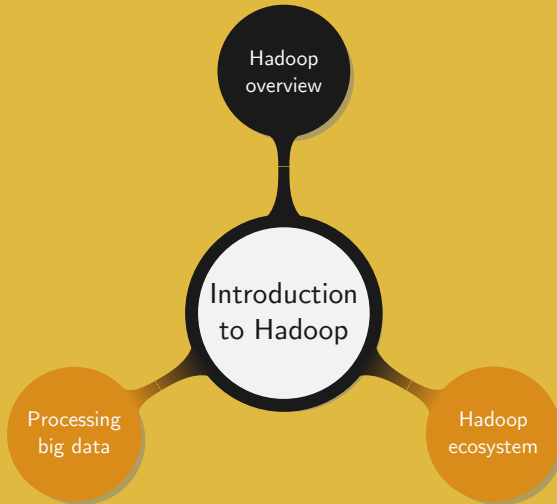 Hadoop
overview
Introduction
to Hadoop
Processing
big data
Hadoop
ecosystem